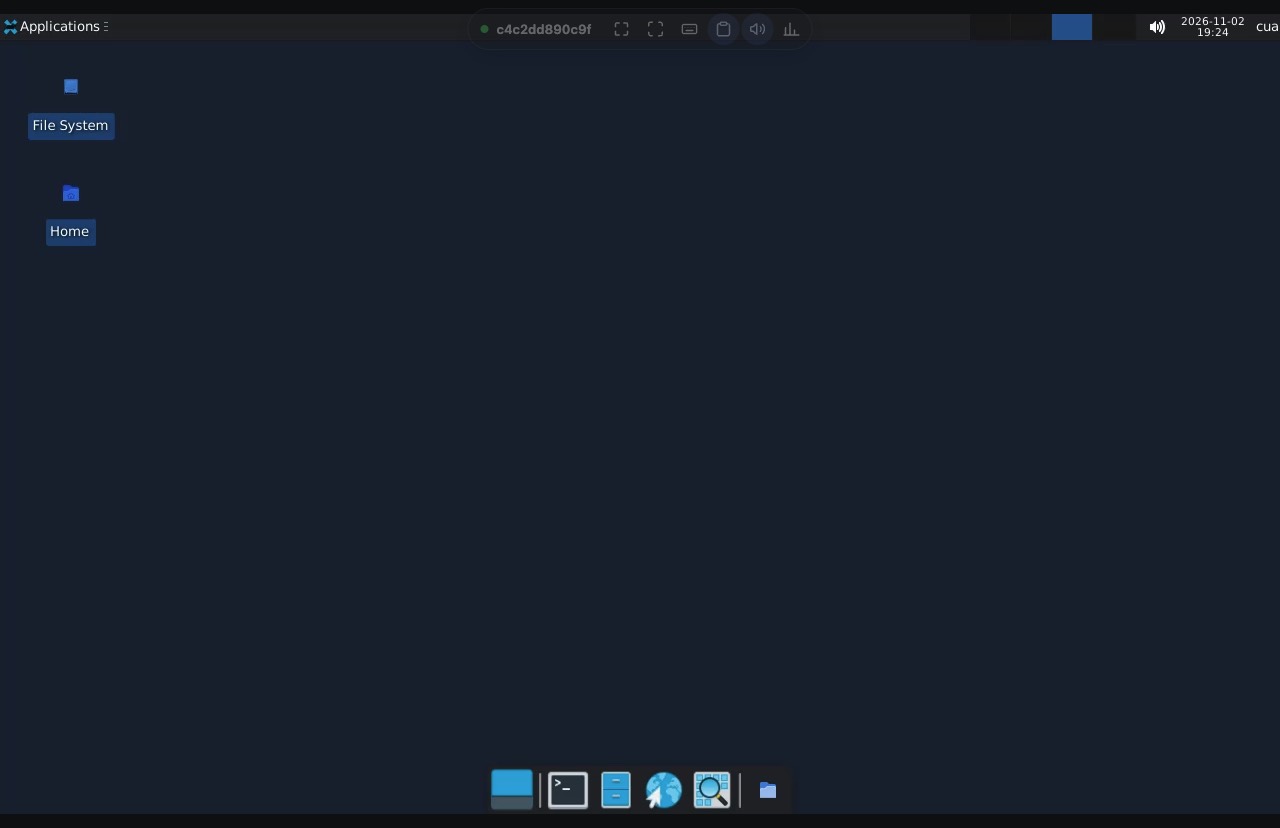 Applications
c4c2dd890c9f
2026-11-02
19:24
cua
File System
Home
>_